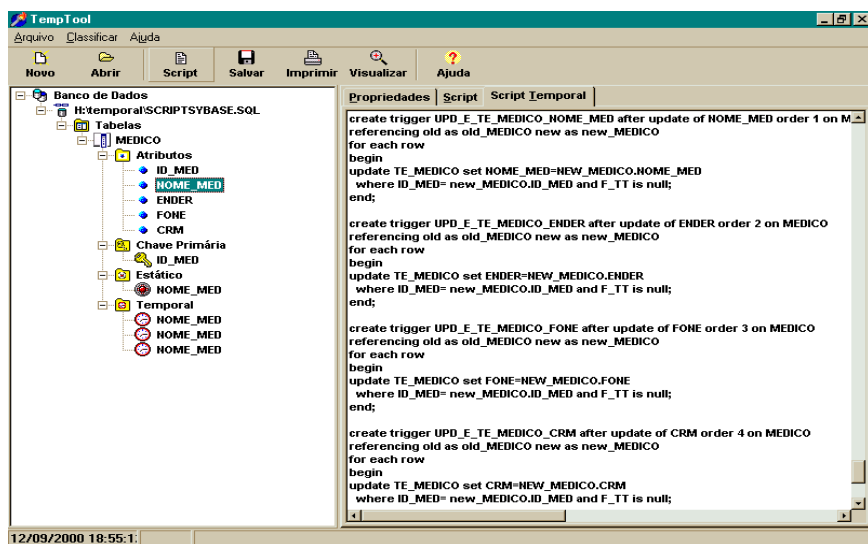 TempTool
Arquivo Classificar Ajuda
Novo Abrir Script Salvar Imprimir Visualizar Ajuda
Banco de Dados
H:\temporal\SCRIPTSYBASE.SQL
Tabelas
MEDICO
Atributos
ID_MED
NOME_MED
ENDER
FONE
CRM
Chave Primária
ID_MED
Estático
NOME_MED
Temporal
NOME_MED
NOME_MED
NOME_MED
Propriedades Script Script Temporal
create trigger UPD_E_TE_MEDICO_NOME_MED after update of NOME_MED order 1 on M
referencing old as old_MEDICO new as new_MEDICO
for each row
begin
update TE_MEDICO set NOME_MED=NEW_MEDICO.NOME_MED
where ID_MED= new_MEDICO.ID_MED and F_TT is null;
end;
create trigger UPD_E_TE_MEDICO_ENDER after update of ENDER order 2 on MEDICO
referencing old as old_MEDICO new as new_MEDICO
for each row
begin
update TE_MEDICO set ENDER=NEW_MEDICO.ENDER
where ID_MED= new_MEDICO.ID_MED and F_TT is null;
end;
create trigger UPD_E_TE_MEDICO_FONE after update of FONE order 3 on MEDICO
referencing old as old_MEDICO new as new_MEDICO
for each row
begin
update TE_MEDICO set FONE=NEW_MEDICO.FONE
where ID_MED= new_MEDICO.ID_MED and F_TT is null;
end;
create trigger UPD_E_TE_MEDICO_CRM after update of CRM order 4 on MEDICO
referencing old as old_MEDICO new as new_MEDICO
for each row
begin
update TE_MEDICO set CRM=NEW_MEDICO.CRM
where ID_MED= new_MEDICO.ID_MED and F_TT is null;
12/09/2000 18:55:1